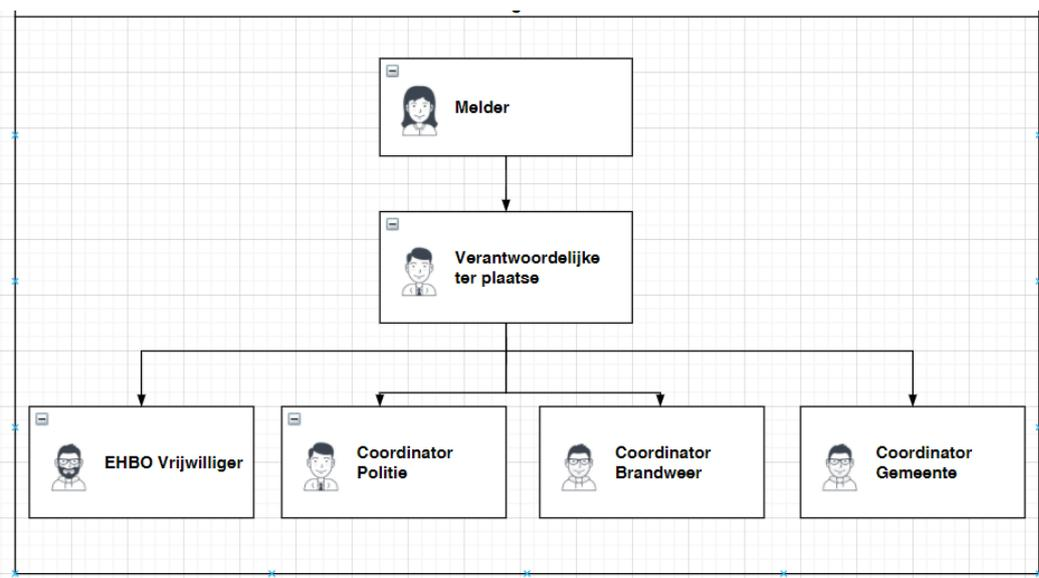 Melder
Verantwoordelijke
ter plaatse
EHBO Vrijwilliger
Coordinator
Politie
Coordinator
Brandweer
Coordinator
Gemeente